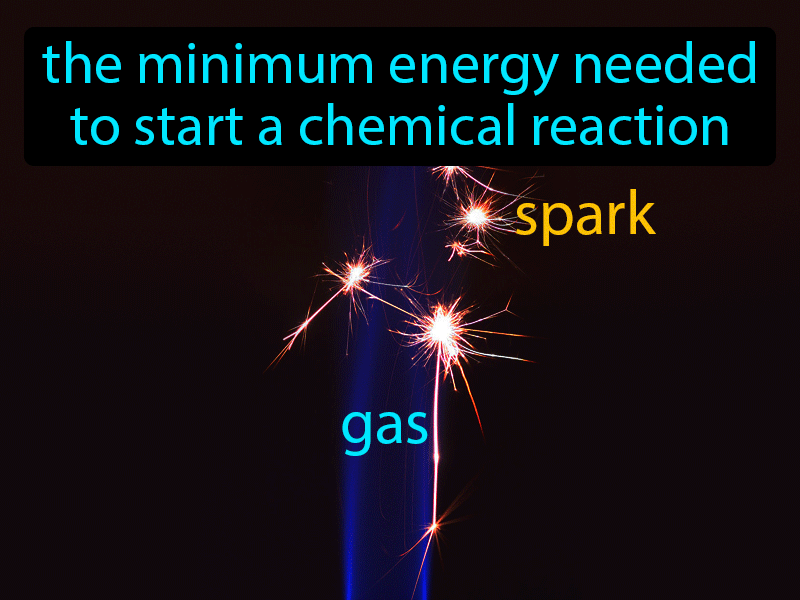 the minimum energy needed
to start a chemical reaction
spark
gas